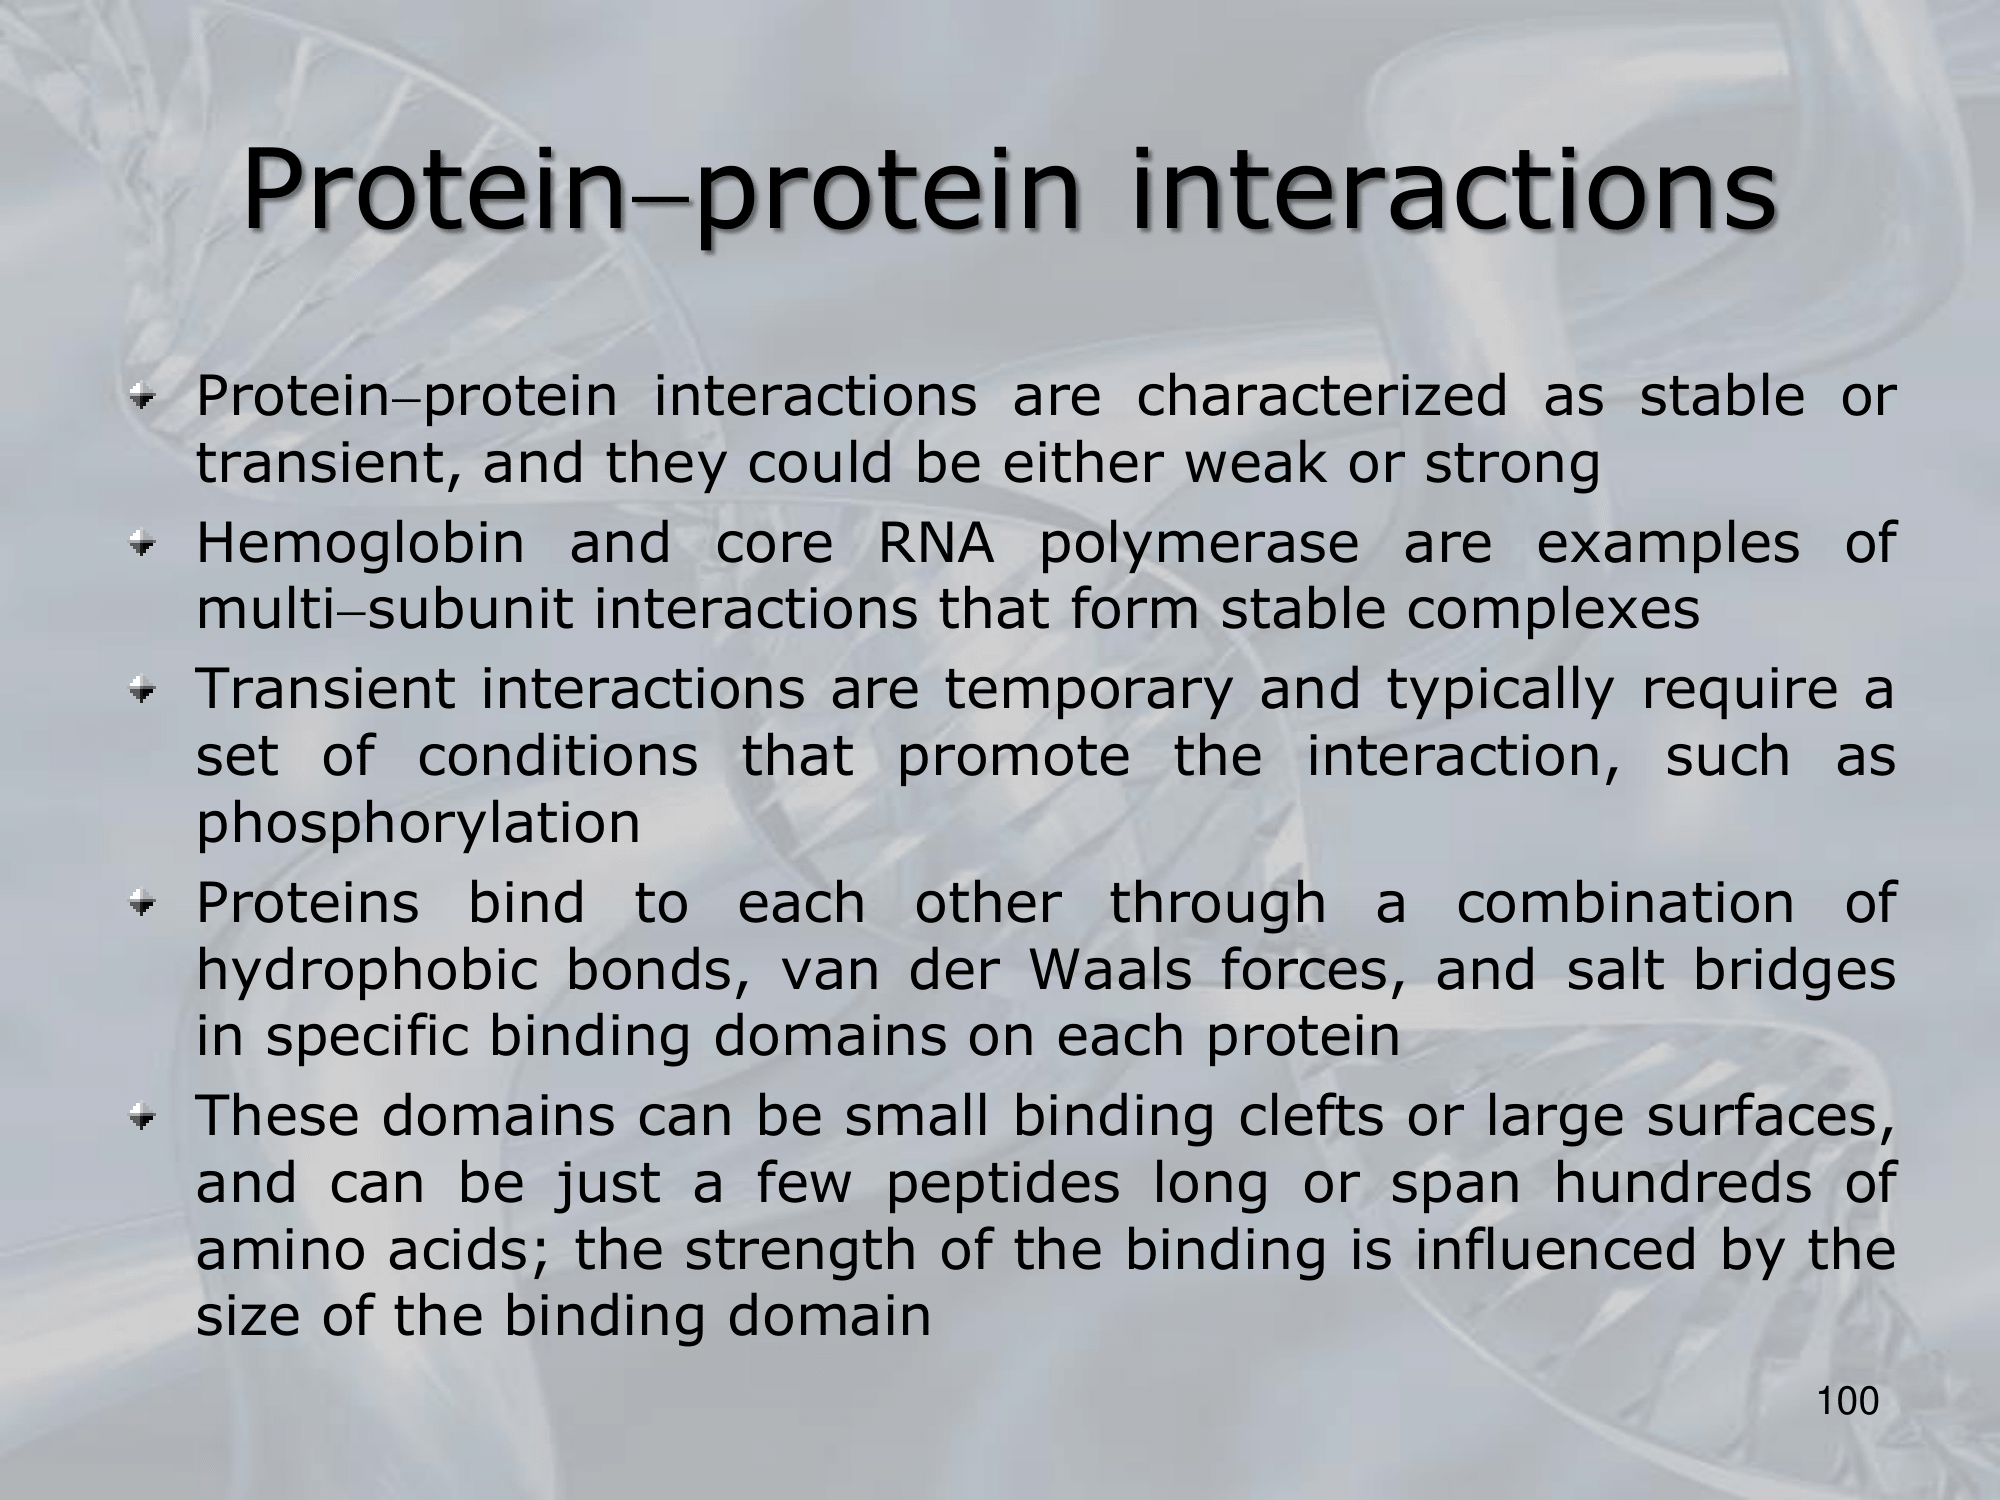 Protein–protein interactions
Protein–protein interactions are characterized as stable or
transient, and they could be either weak or strong
Hemoglobin and core RNA polymerase are examples of
multi–subunit interactions that form stable complexes
Transient interactions are temporary and typically require a
set of conditions that promote the interaction, such as
phosphorylation
Proteins bind to each other through a combination of
hydrophobic bonds, van der Waals forces, and salt bridges
in specific binding domains on each protein
These domains can be small binding clefts or large surfaces,
and can be just a few peptides long or span hundreds of
amino acids; the strength of the binding is influenced by the
size of the binding domain
100